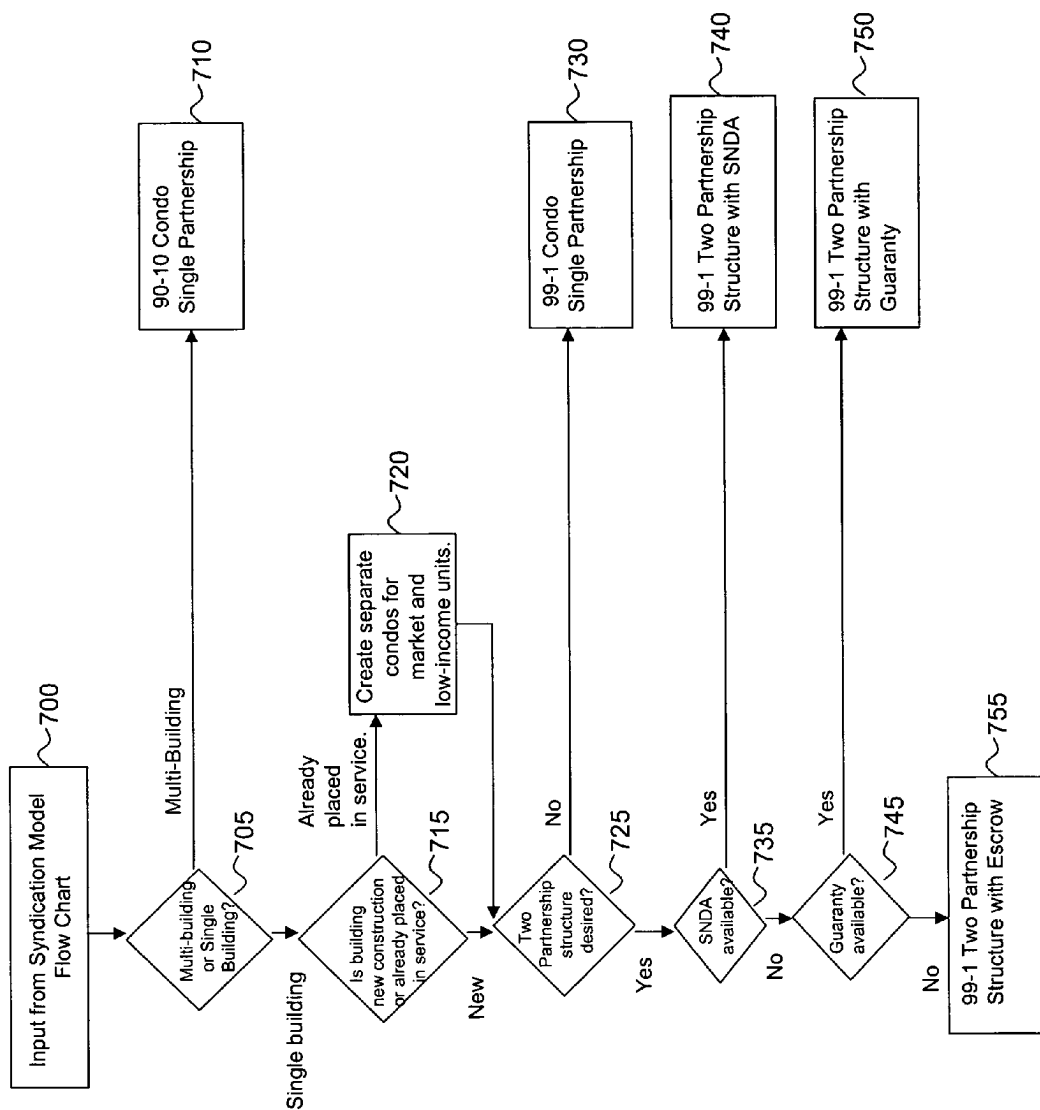 700
Input from Syndication Model
Flow Chart
Multi-building
or Single
Building?
705
Multi-Building
710
90-10 Condo
Single Partnership
Single building
Is building
new construction
or already placed
in service?
715
Already
placed
in service.
720
Create separate
condos for
market and
low-income units.
New
Two
Partnership
structure
desired?
725
No
730
99-1 Condo
Single Partnership
Yes
SNDA
available?
735
Yes
740
99-1 Two Partnership
Structure with SNDA
No
Guaranty
available?
745
Yes
750
99-1 Two Partnership
Structure with
Guaranty
No
755
99-1 Two Partnership
Structure with Escrow